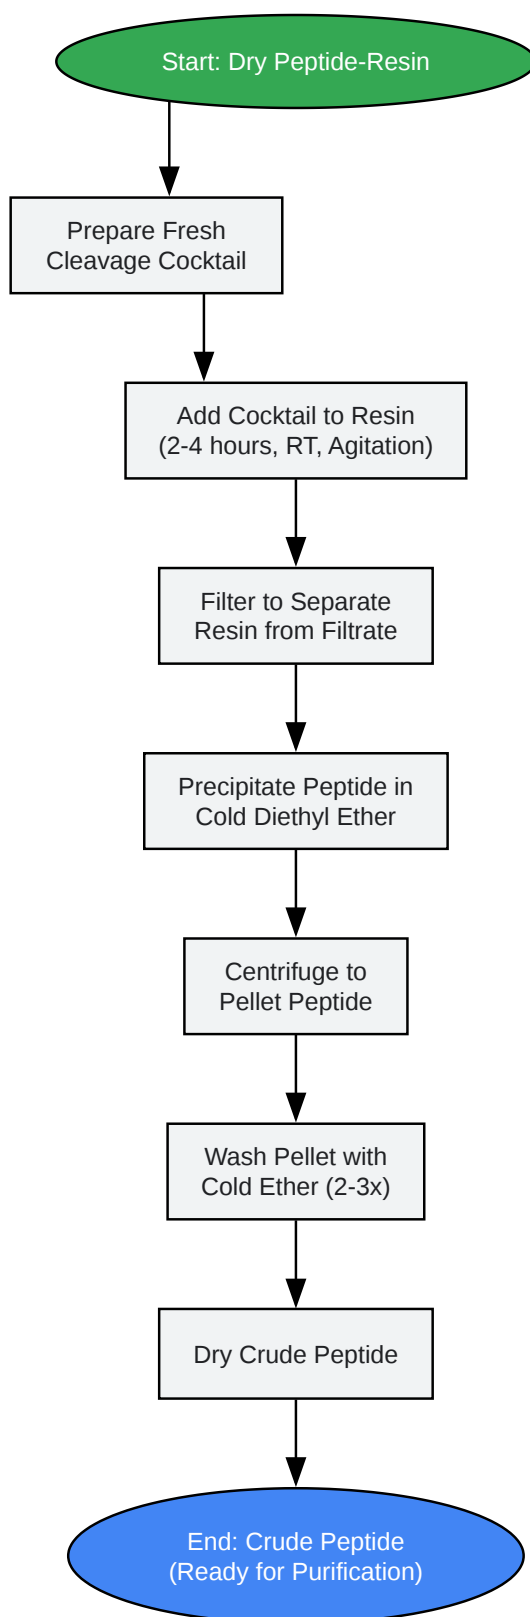 Start: Dry Peptide-Resin
Prepare Fresh
Cleavage Cocktail
Add Cocktail to Resin
(2-4 hours, RT, Agitation)
Filter to Separate
Resin from Filtrate
Precipitate Peptide in
Cold Diethyl Ether
Centrifuge to
Pellet Peptide
Wash Pellet with
Cold Ether (2-3x)
Dry Crude Peptide
End: Crude Peptide
(Ready for Purification)